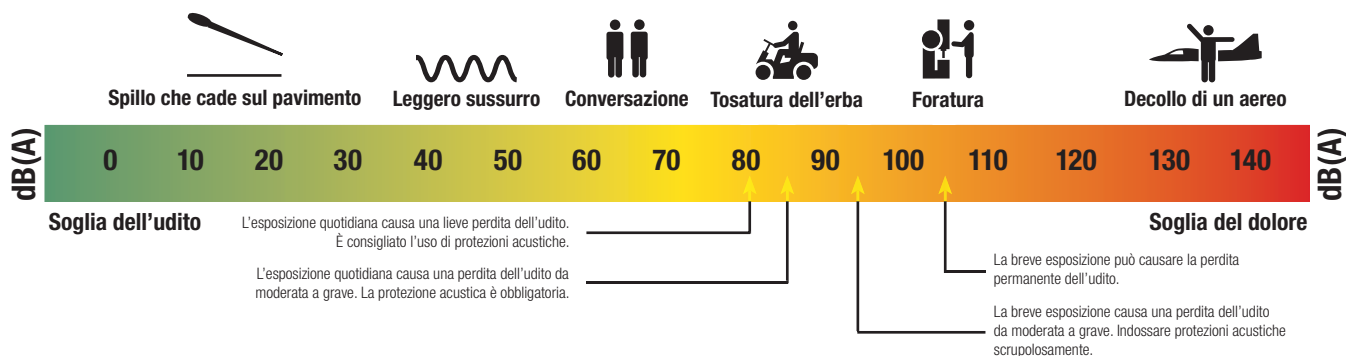 Spillo che cade sul pavimento
Leggero sussurro
Conversazione
Tosatura dell'erba
Foratura
Decollo di un aereo
dB(A)
0 10 20 30 40 50 60 70 80 90 100 110 120 130 140
dB(A)
Soglia dell'udito
Soglia del dolore
L'esposizione quotidiana causa una lieve perdita dell'udito.
È consigliato l'uso di protezioni acustiche.
L'esposizione quotidiana causa una perdita dell'udito da
moderata a grave. La protezione acustica è obbligatoria.
La breve esposizione può causare la perdita
permanente dell'udito.
La breve esposizione causa una perdita dell'udito
da moderata a grave. Indossare protezioni acustiche
scrupolosamente.